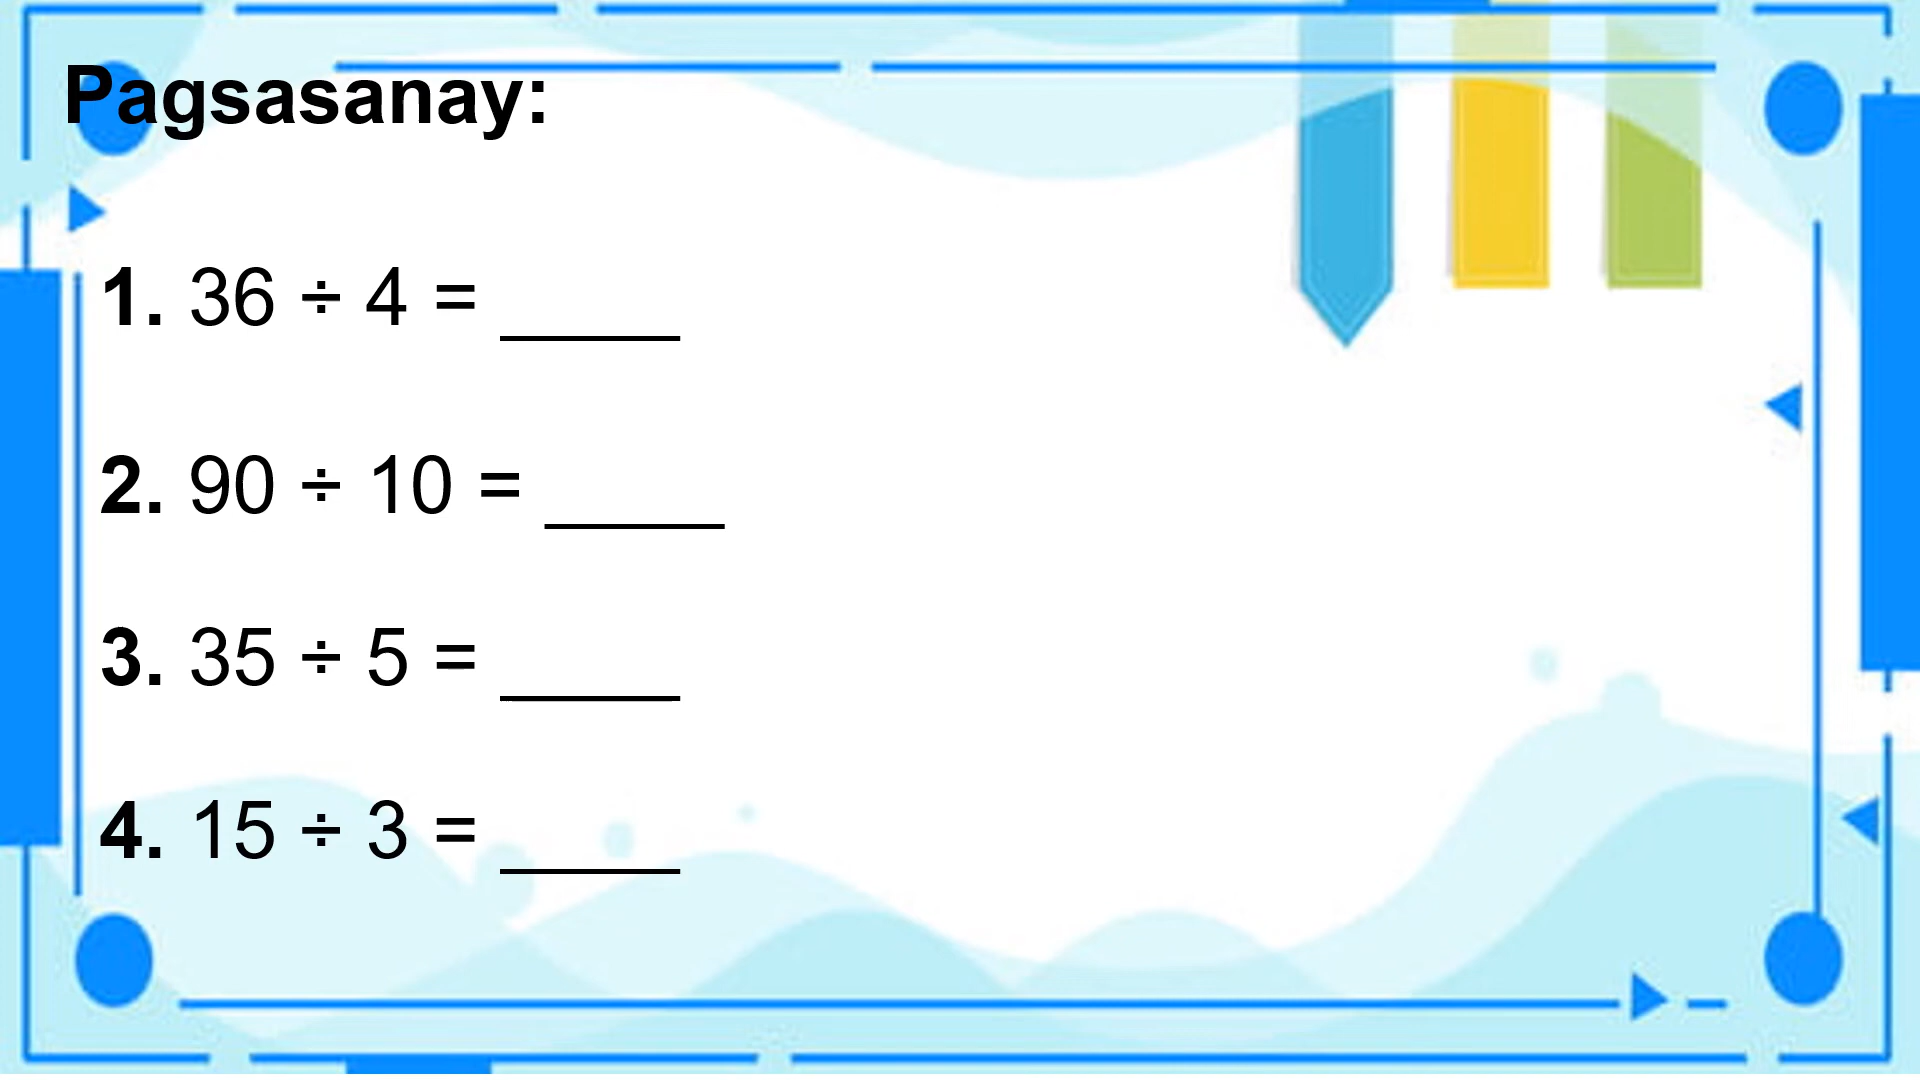 Pagsasanay:
1. 36 ÷ 4 = ____
2. 90 ÷ 10 = ____
3. 35 ÷ 5 = ____
4. 15 ÷ 3 = ____